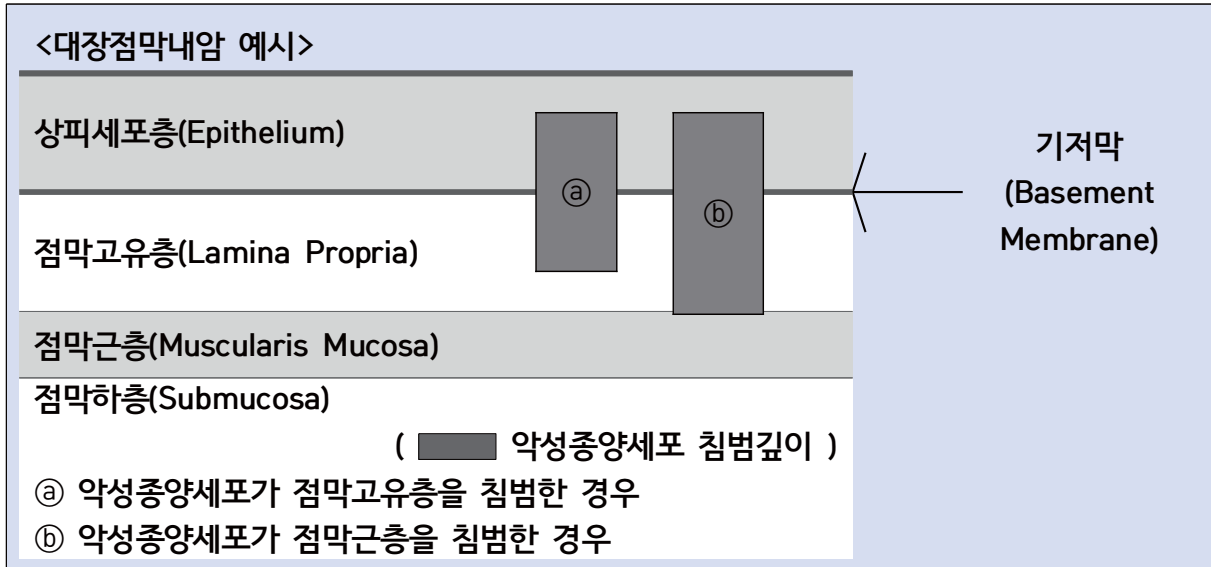 <대장점막내암 예시>
상피세포층(Epithelium)
ⓐ
ⓑ
기저막
(Basement
Membrane)
점막고유층(Lamina Propria)
점막근층(Muscularis Mucosa)
점막하층(Submucosa)
( 악성종양세포 침범깊이 )
ⓐ 악성종양세포가 점막고유층을 침범한 경우
ⓑ 악성종양세포가 점막근층을 침범한 경우